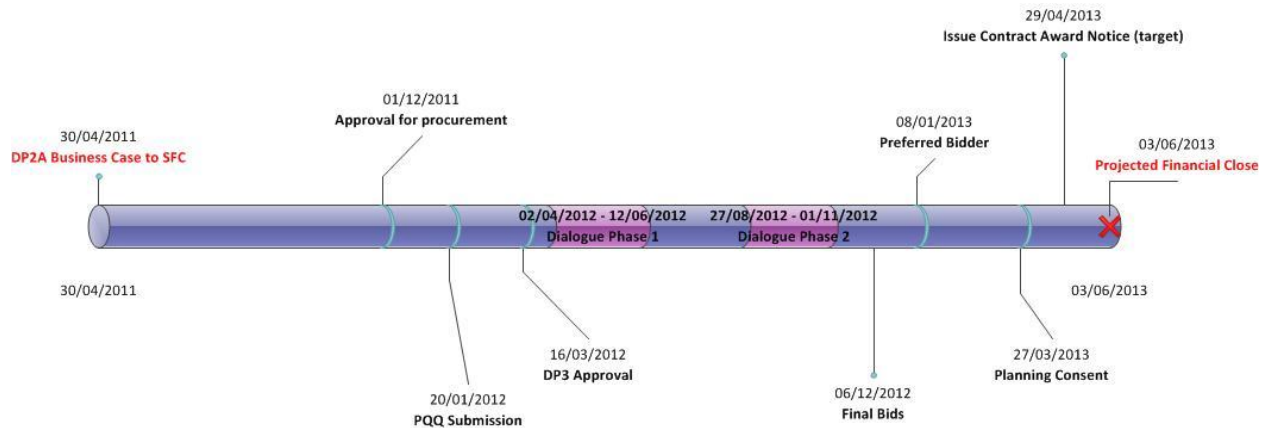 29/04/2013
Issue Contract Award Notice (target)
01/12/2011
Approval for procurement
08/01/2013
Preferred Bidder
30/04/2011
DP2A Business Case to SFC
03/06/2013
Projected Financial Close
02/04/2012 - 12/06/2012
Dialogue Phase 1
27/08/2012 - 01/11/2012
Dialogue Phase 2
30/04/2011
03/06/2013
16/03/2012
DP3 Approval
27/03/2013
Planning Consent
20/01/2012
PQQ Submission
06/12/2012
Final Bids